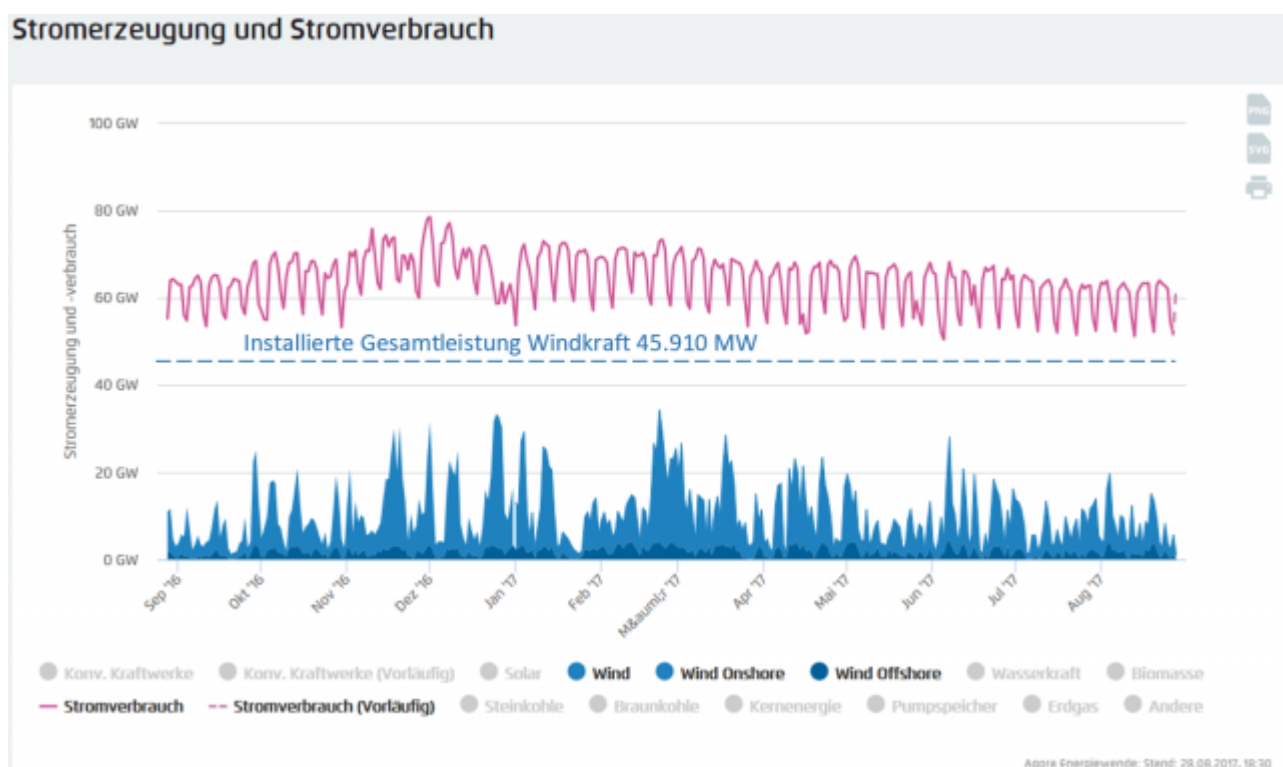 Stromerzeugung und Stromverbrauch
PNG
SVG
100 GW
80 GW
60 GW
40 GW
20 GW
0 GW
Stromerzeugung und -verbrauch
Installierte Gesamtleistung Windkraft 45.910 MW
Sep '16
Okt '16
Nov '16
Dez '16
Jan '17
Feb '17
M&auml;r '17
Apr '17
Mai '17
Jun '17
Jul '17
Aug '17
Konv. Kraftwerke Konv. Kraftwerke (Vorläufig) Solar Wind Wind Onshore Wind Offshore Wasserkraft Biomasse
Stromverbrauch Stromverbrauch (Vorläufig) Steinkohle Braunkohle Kernenergie Pumpspeicher Erdgas Andere
Agora Energiewende; Stand: 28.08.2017, 18:30